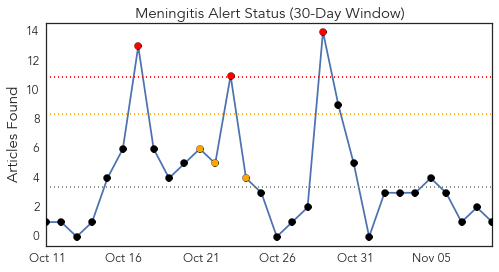 Meningitis Alert Status (30-Day Window)
Articles Found
14
12
10
8
6
4
2
0
Oct 11 Oct 16 Oct 21 Oct 26 Oct 31 Nov 05